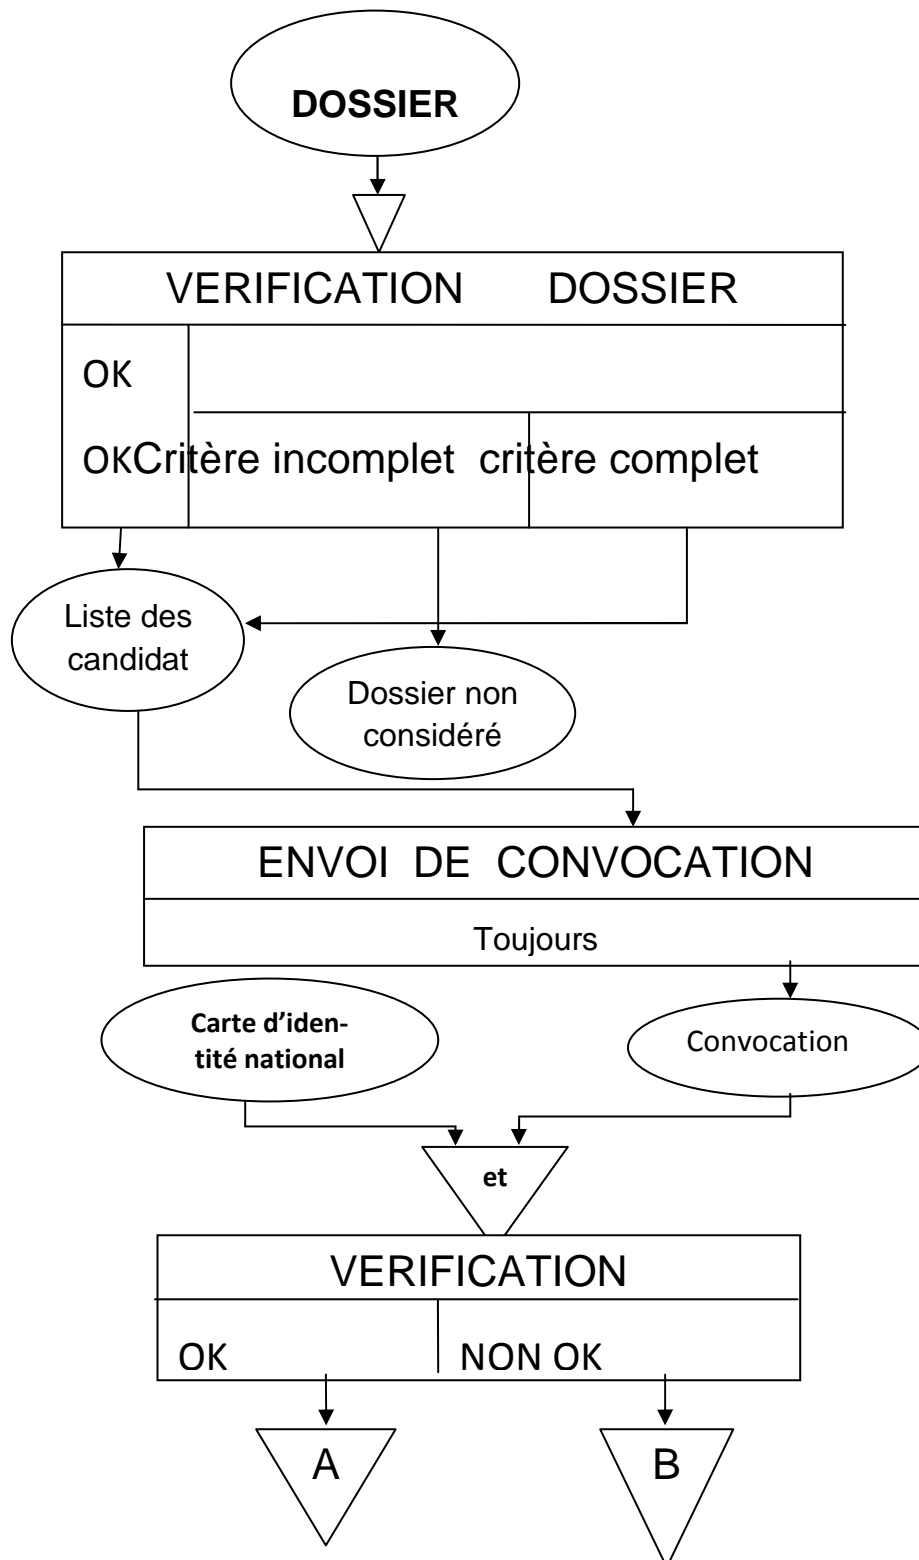 DOSSIER
VERIFICATION DOSSIER
OK
OKCritère incomplet critère complet
Liste des
candidat
Dossier non
considéré
ENVOI DE CONVOCATION
Toujours
Carte d’iden-
tité national
Convocation
et
VERIFICATION
OK NON OK
A B